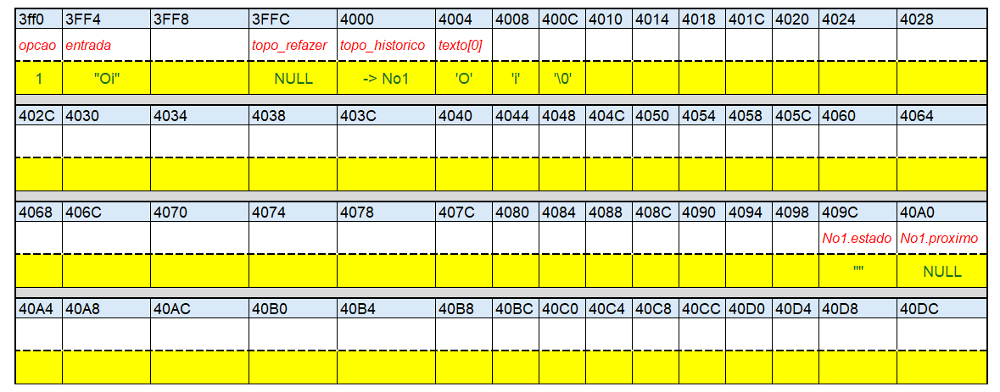 3ff0 3FF4 3FF8 3FFC 4000 4004 4008 400C 4010 4014 4018 401C 4020 4024 4028
opcao entrada topo_refazer topo_historico texto[0]
1 "Oi" NULL -> No1 'O' 'i' '\0'
402C 4030 4034 4038 403C 4040 4044 4048 404C 4050 4054 4058 405C 4060 4064
4068 406C 4070 4074 4078 407C 4080 4084 4088 408C 4090 4094 4098 409C 40A0
No1.estado No1.proximo
"" NULL
40A4 40A8 40AC 40B0 40B4 40B8 40BC 40C0 40C4 40C8 40CC 40D0 40D4 40D8 40DC